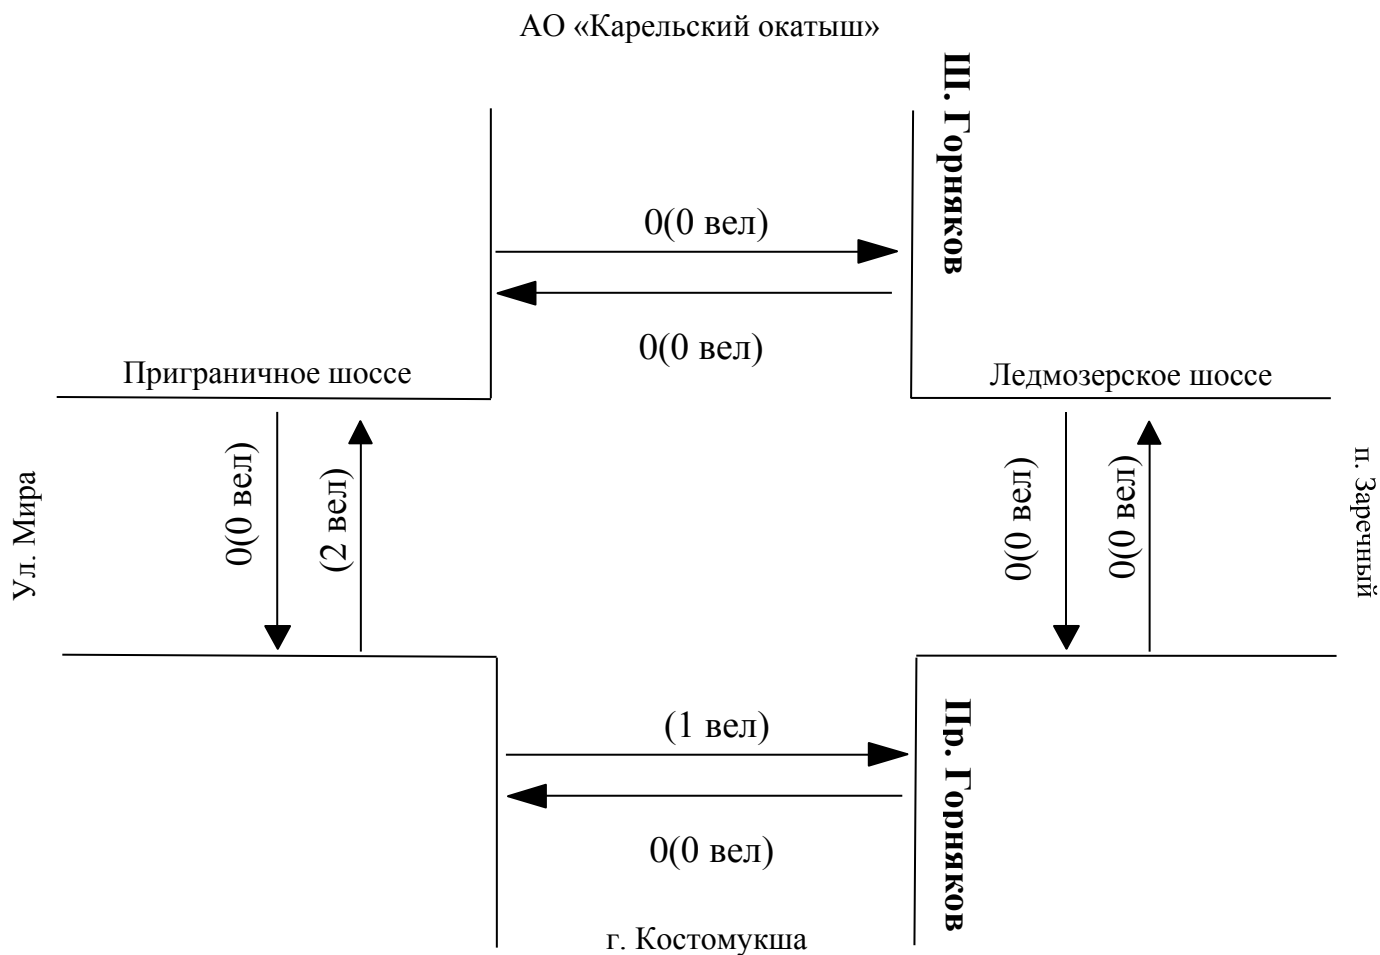 АО «Карельский окатыш»
Ш. Горняков
0(0 вел)
0(0 вел)
Приграничное шоссе
Ледмозерское шоссе
Ул. Мира
0(0 вел)
(2 вел)
0(0 вел)
0(0 вел)
п. Заречный
(1 вел)
Пр. Горняков
0(0 вел)
г. Костомукша